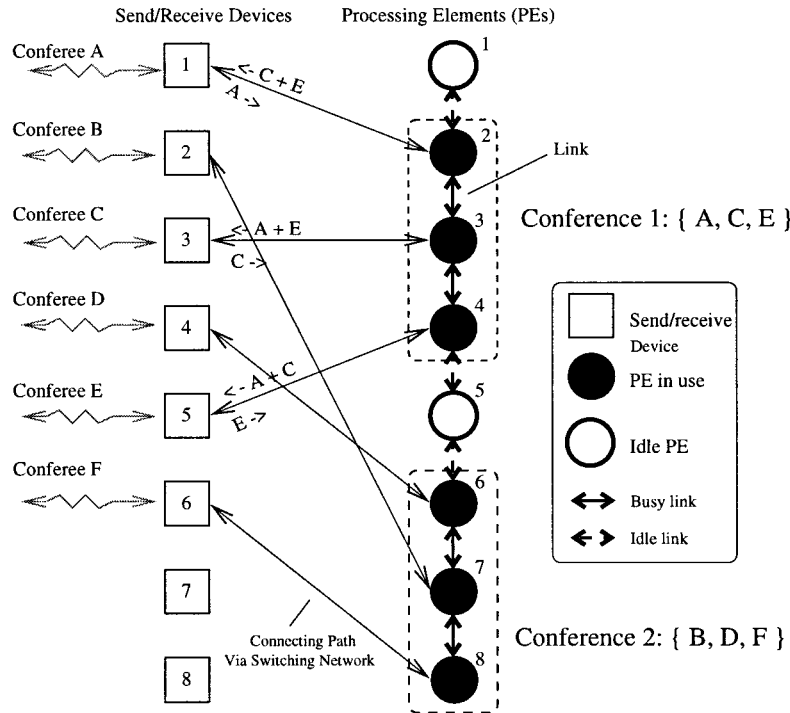 Send/Receive Devices
Processing Elements (PEs)
Conferee A
1
<- C + E
A ->
1
Conferee B
2
2
Link
Conferee C
3
<- A + E
C ->
3
Conference 1: { A, C, E }
Conferee D
4
4
Conferee E
5
<- A + C
E ->
5
Conferee F
6
6
7
7
Connecting Path
Via Switching Network
8
8
Conference 2: { B, D, F }
Send/receive
Device
PE in use
Idle PE
Busy link
Idle link